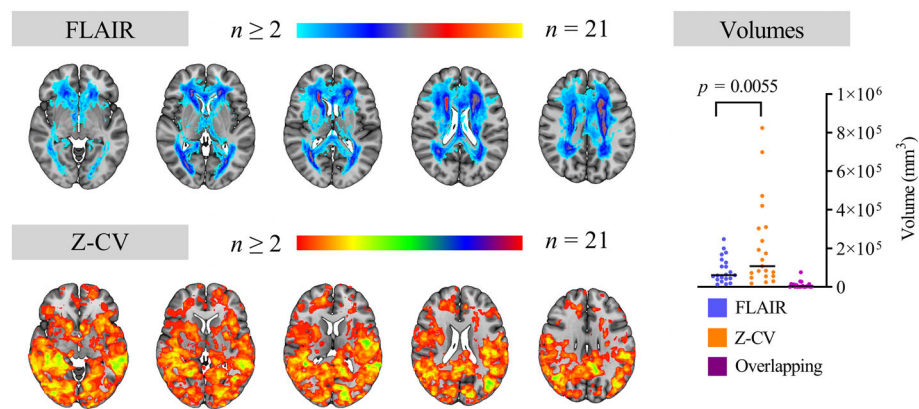 FLAIR
n ≥ 2
n = 21
Volumes
p = 0.0055
1×10⁶
8×10⁵
6×10⁵
4×10⁵
2×10⁵
0
Volume (mm³)
Z-CV
n ≥ 2
n = 21
FLAIR
Z-CV
Overlapping